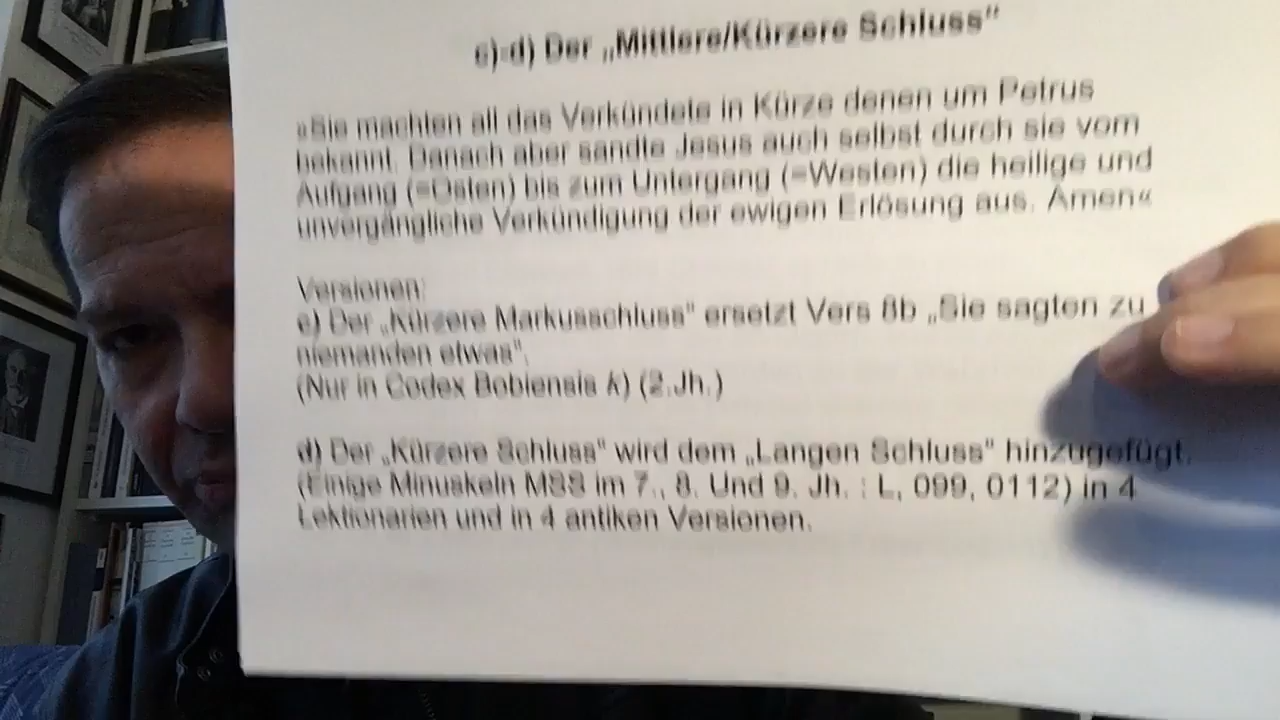 c)-d) Der „Mittlere/Kürzere Schluss“
»Sie machten all das Verkündete in Kürze denen um Petrus
bekannt. Danach aber sandte Jesus auch selbst durch sie vom
Aufgang (=Osten) bis zum Untergang (=Westen) die heilige und
unvergängliche Verkündigung der ewigen Erlösung aus. Amen«
Versionen:
c) Der „Kürzere Markusschluss“ ersetzt Vers 8b „Sie sagten zu
niemanden etwas“.
(Nur in Codex Bobiensis k) (2.Jh.)
d) Der „Kürzere Schluss“ wird dem „Langen Schluss“ hinzugefügt.
(Einige Minuskeln MSS im 7., 8. Und 9. Jh. : L, 099, 0112) in 4
Lektionarien und in 4 antiken Versionen.